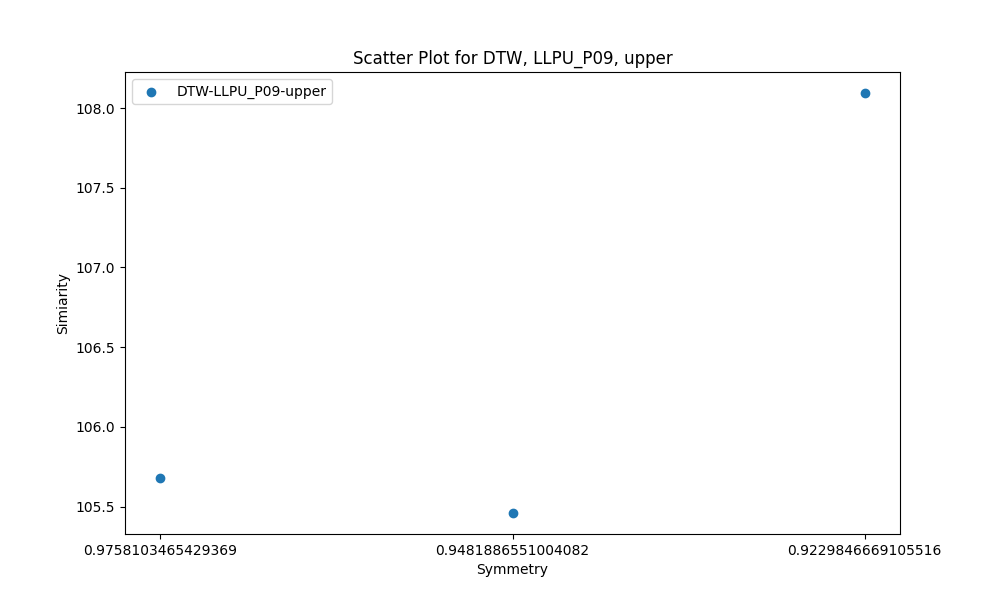 Scatter Plot for DTW, LLPU_P09, upper
DTW-LLPU_P09-upper
108.0
107.5
107.0
106.5
106.0
105.5
Simiarity
0.9758103465429369 0.9481886551004082 0.9229846669105516
Symmetry